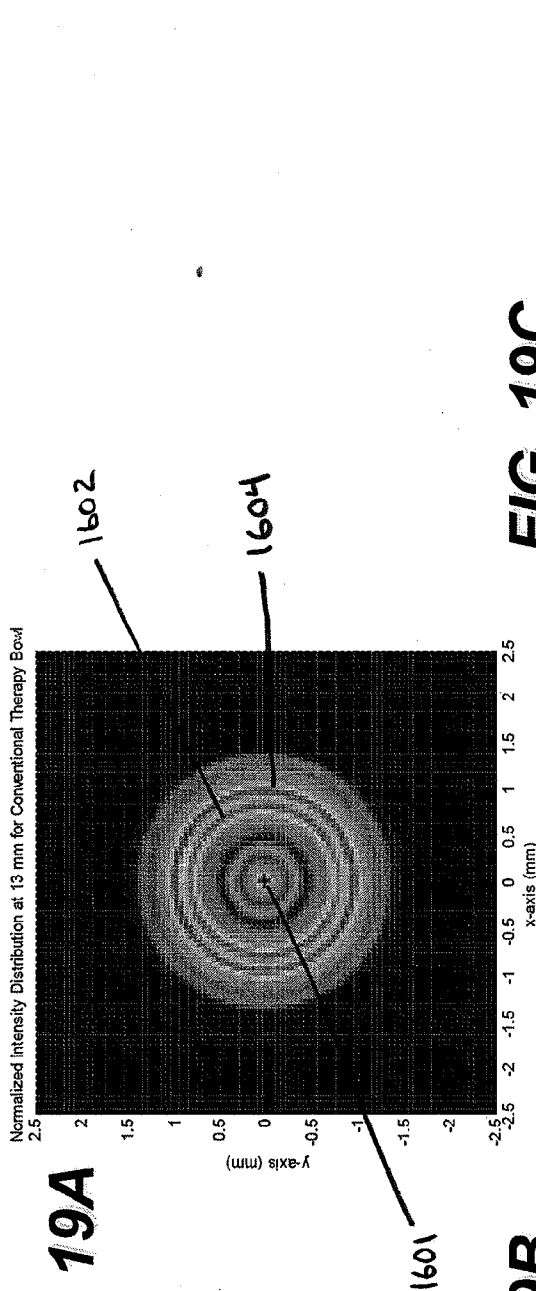 19A
Normalized Intensity Distribution at 13 mm for Conventional Therapy Bowl
2.5
2
1.5
1
0.5
0
-0.5
-1
-1.5
-2
-2.5
y-axis (mm)
-2.5 -2 -1.5 -1 -0.5 0 0.5 1 1.5 2 2.5
x-axis (mm)
1602
1604
1601
FIG 19C